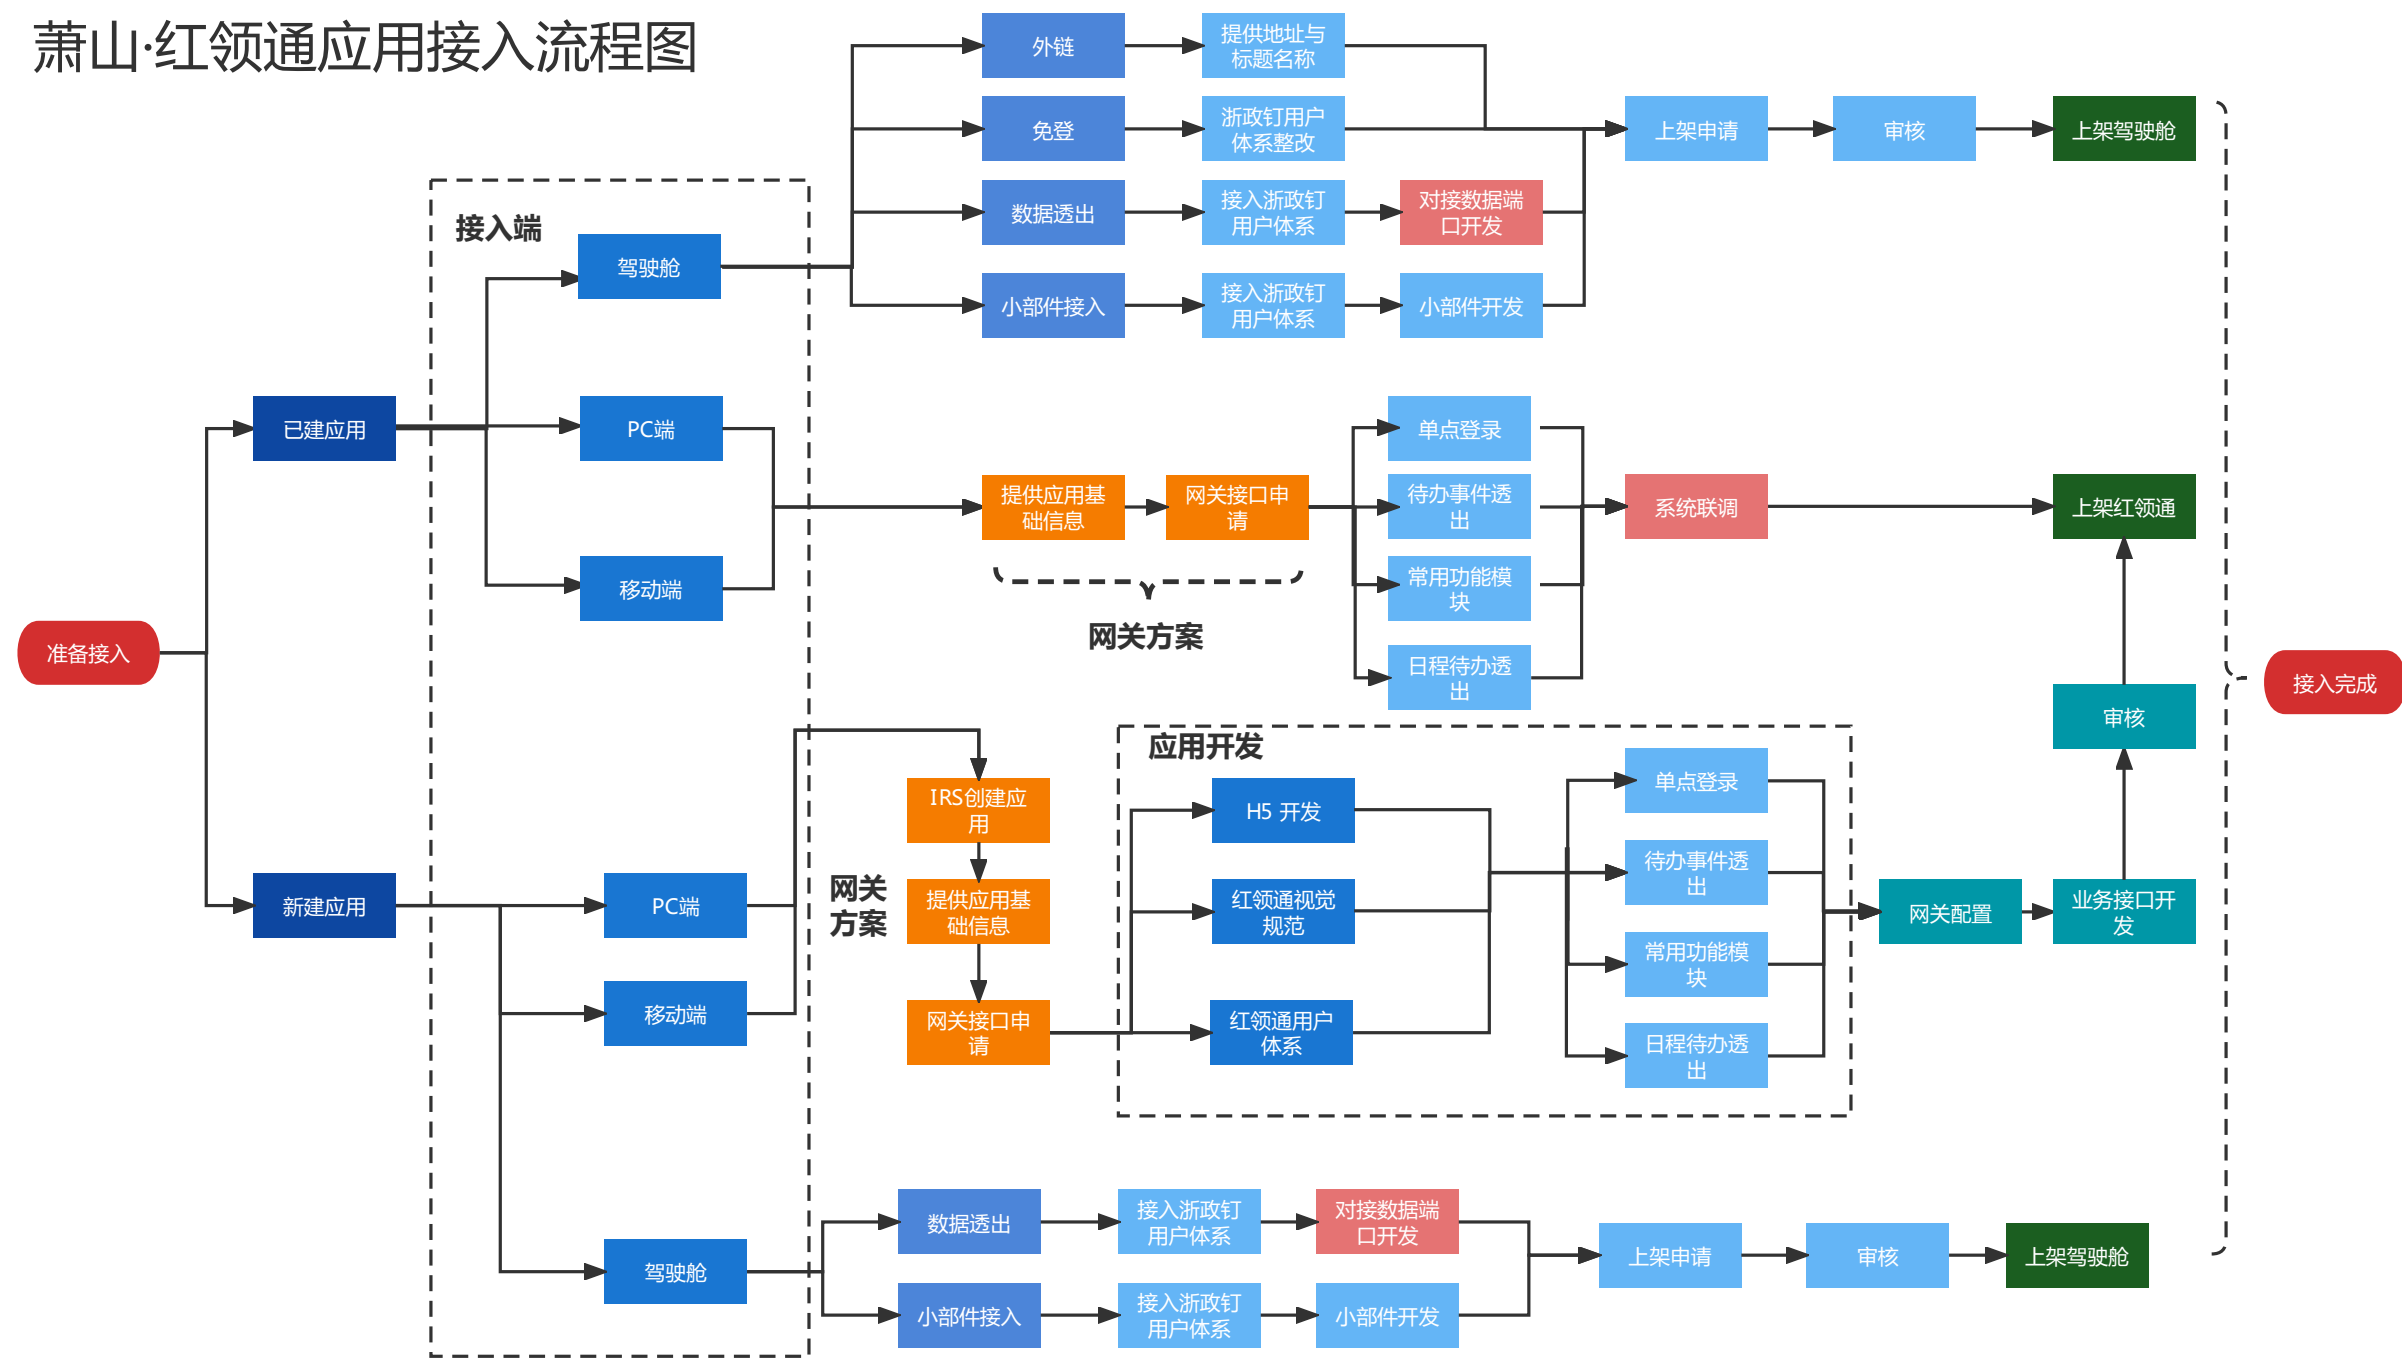 萧山·红领通应用接入流程图
外链
提供地址与
标题名称
免登
浙政钉用户
体系整改
上架申请
审核
上架驾驶舱
接入端
数据透出
接入浙政钉
用户体系
对接数据端
口开发
驾驶舱
小部件接入
接入浙政钉
用户体系
小部件开发
已建应用
PC端
移动端
提供应用基
础信息
网关接口申
请
网关方案
单点登录
待办事件透
出
常用功能模
块
日程待办透
出
系统联调
上架红领通
准备接入
审核
接入完成
应用开发
IRS创建应
用
网关
方案
提供应用基
础信息
网关接口申
请
H5 开发
红领通视觉
规范
红领通用户
体系
单点登录
待办事件透
出
常用功能模
块
日程待办透
出
网关配置
业务接口开
发
新建应用
PC端
移动端
驾驶舱
数据透出
接入浙政钉
用户体系
对接数据端
口开发
小部件接入
接入浙政钉
用户体系
小部件开发
上架申请
审核
上架驾驶舱